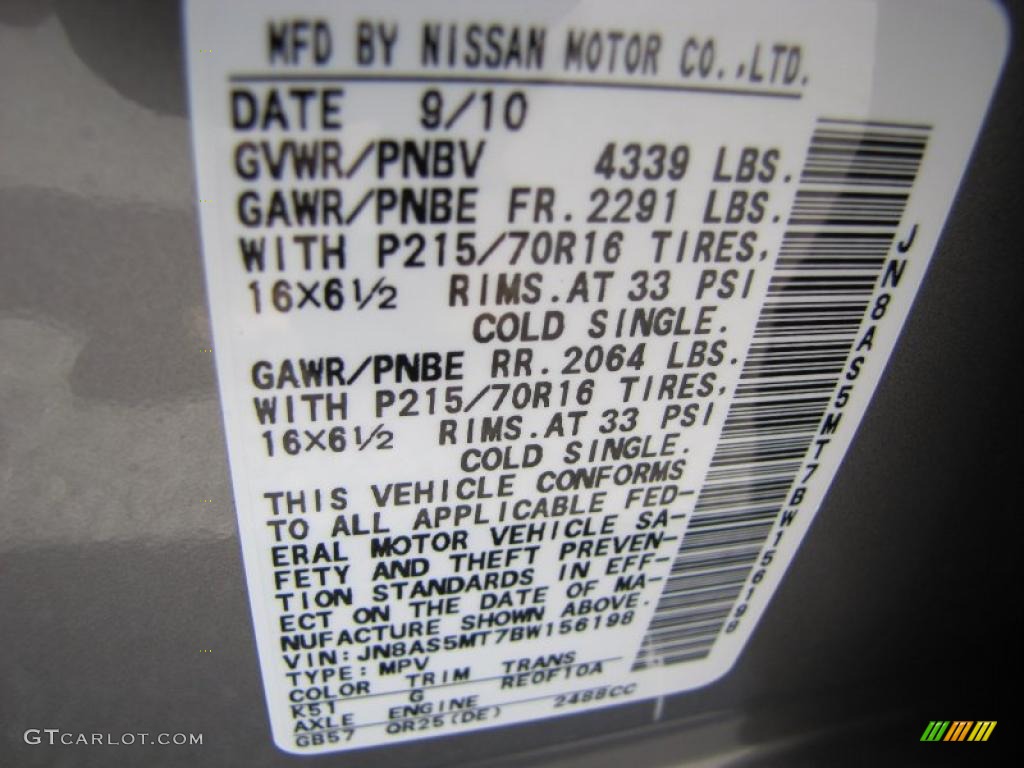 MFD BY NISSAN MOTOR CO.,LTD.
DATE 9/10
GVWR/PNBV 4339 LBS.
GAWR/PNBE FR. 2291 LBS.
WITH P215/70R16 TIRES,
16×6½ RIMS. AT 33 PSI
COLD SINGLE.
GAWR/PNBE RR. 2064 LBS.
WITH P215/70R16 TIRES,
16×6½ RIMS. AT 33 PSI
COLD SINGLE.
THIS VEHICLE CONFORMS
TO ALL APPLICABLE FED-
ERAL MOTOR VEHICLE SA-
FETY AND THEFT PREVEN-
TION STANDARDS IN EFF-
ECT ON THE DATE OF MA-
NUFACTURE SHOWN ABOVE.
VIN: JN8AS5MT7BW156198
TYPE: MPV
COLOR TRIM TRANS
K51 G RE0F10A
AXLE ENGINE
GB57 QR25(DE) 2488CC
JN8AS5MT7BW156198
GTCARLOT.COM